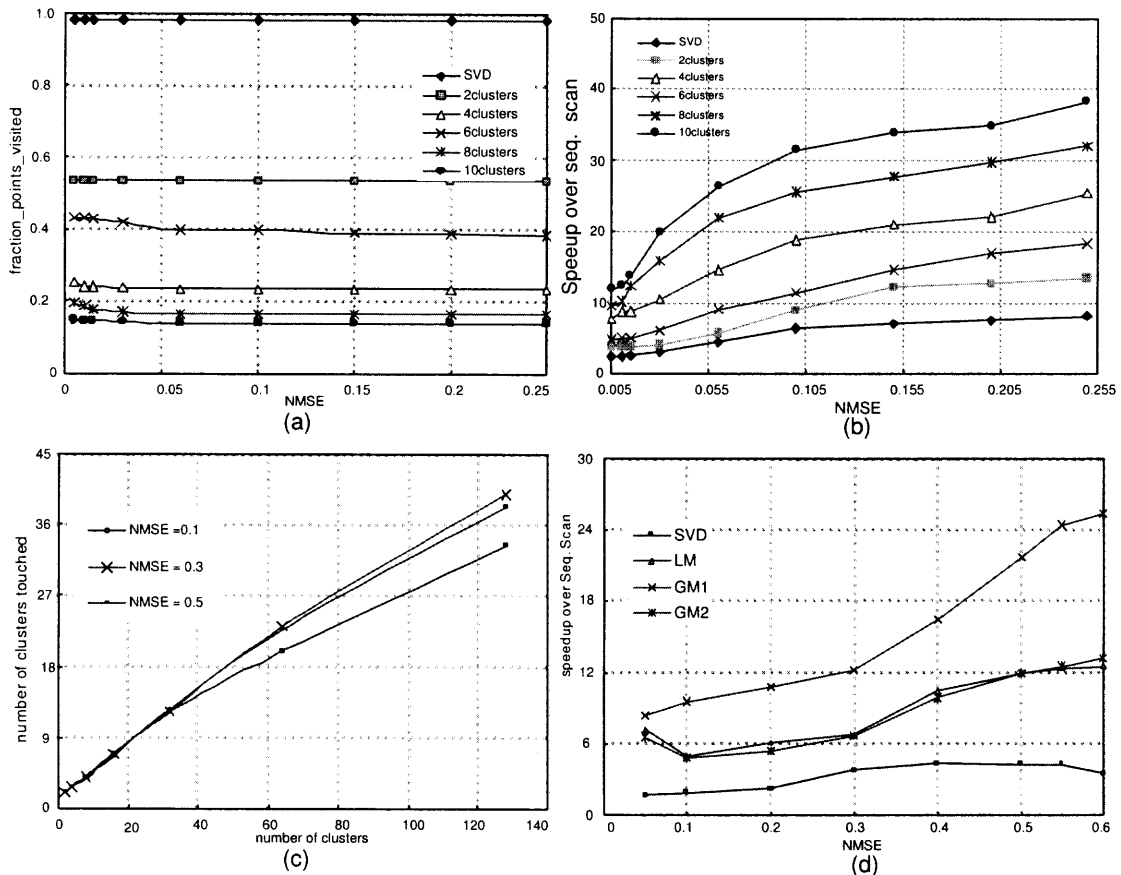 1.0
0.8
0.6
0.4
0.2
0
fraction_points_visited
SVD
2clusters
4clusters
6clusters
8clusters
10clusters
0
0.05
0.1
0.15
0.2
0.25
NMSE
(a)
50
40
30
20
10
0
Speeup over seq. scan
SVD
2clusters
4clusters
6clusters
8clusters
10clusters
0.005
0.055
0.105
0.155
0.205
0.255
NMSE
(b)
45
36
27
18
9
0
number of clusters touched
NMSE =0.1
NMSE = 0.3
NMSE = 0.5
0
20
40
60
80
100
120
140
number of clusters
(c)
30
24
18
12
6
0
speedup over Seq. Scan
SVD
LM
GM1
GM2
0
0.1
0.2
0.3
0.4
0.5
0.6
NMSE
(d)